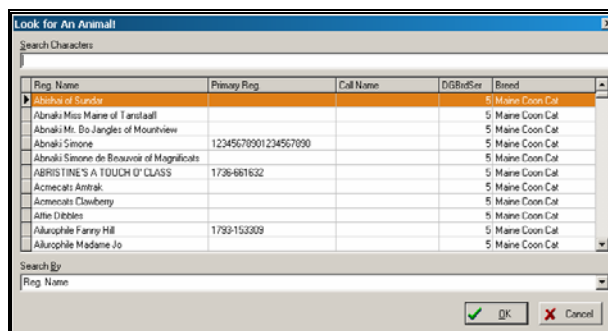 Look for An Animal!
Search Characters
Reg. Name Primary Reg. Call Name DGBrdSer Breed
Abishai of Sundar 5 Maine Coon Cat
Abnaki Miss Maine of Tanstaafl 5 Maine Coon Cat
Abnaki Mr. Bo Jangles of Mountview 5 Maine Coon Cat
Abnaki Simone 12345678901234567890 5 Maine Coon Cat
Abnaki Simone de Beauvoir of Magnificats 5 Maine Coon Cat
ABRISTINE'S A TOUCH O' CLASS 1736-661632 5 Maine Coon Cat
Acmecats Amtrak 5 Maine Coon Cat
Acmecats Clawberry 5 Maine Coon Cat
Affie Dibbles 5 Maine Coon Cat
Ailurophile Fanny Hill 1793-153309 5 Maine Coon Cat
Ailurophile Madame Jo 5 Maine Coon Cat
Search By
Reg. Name
OK Cancel